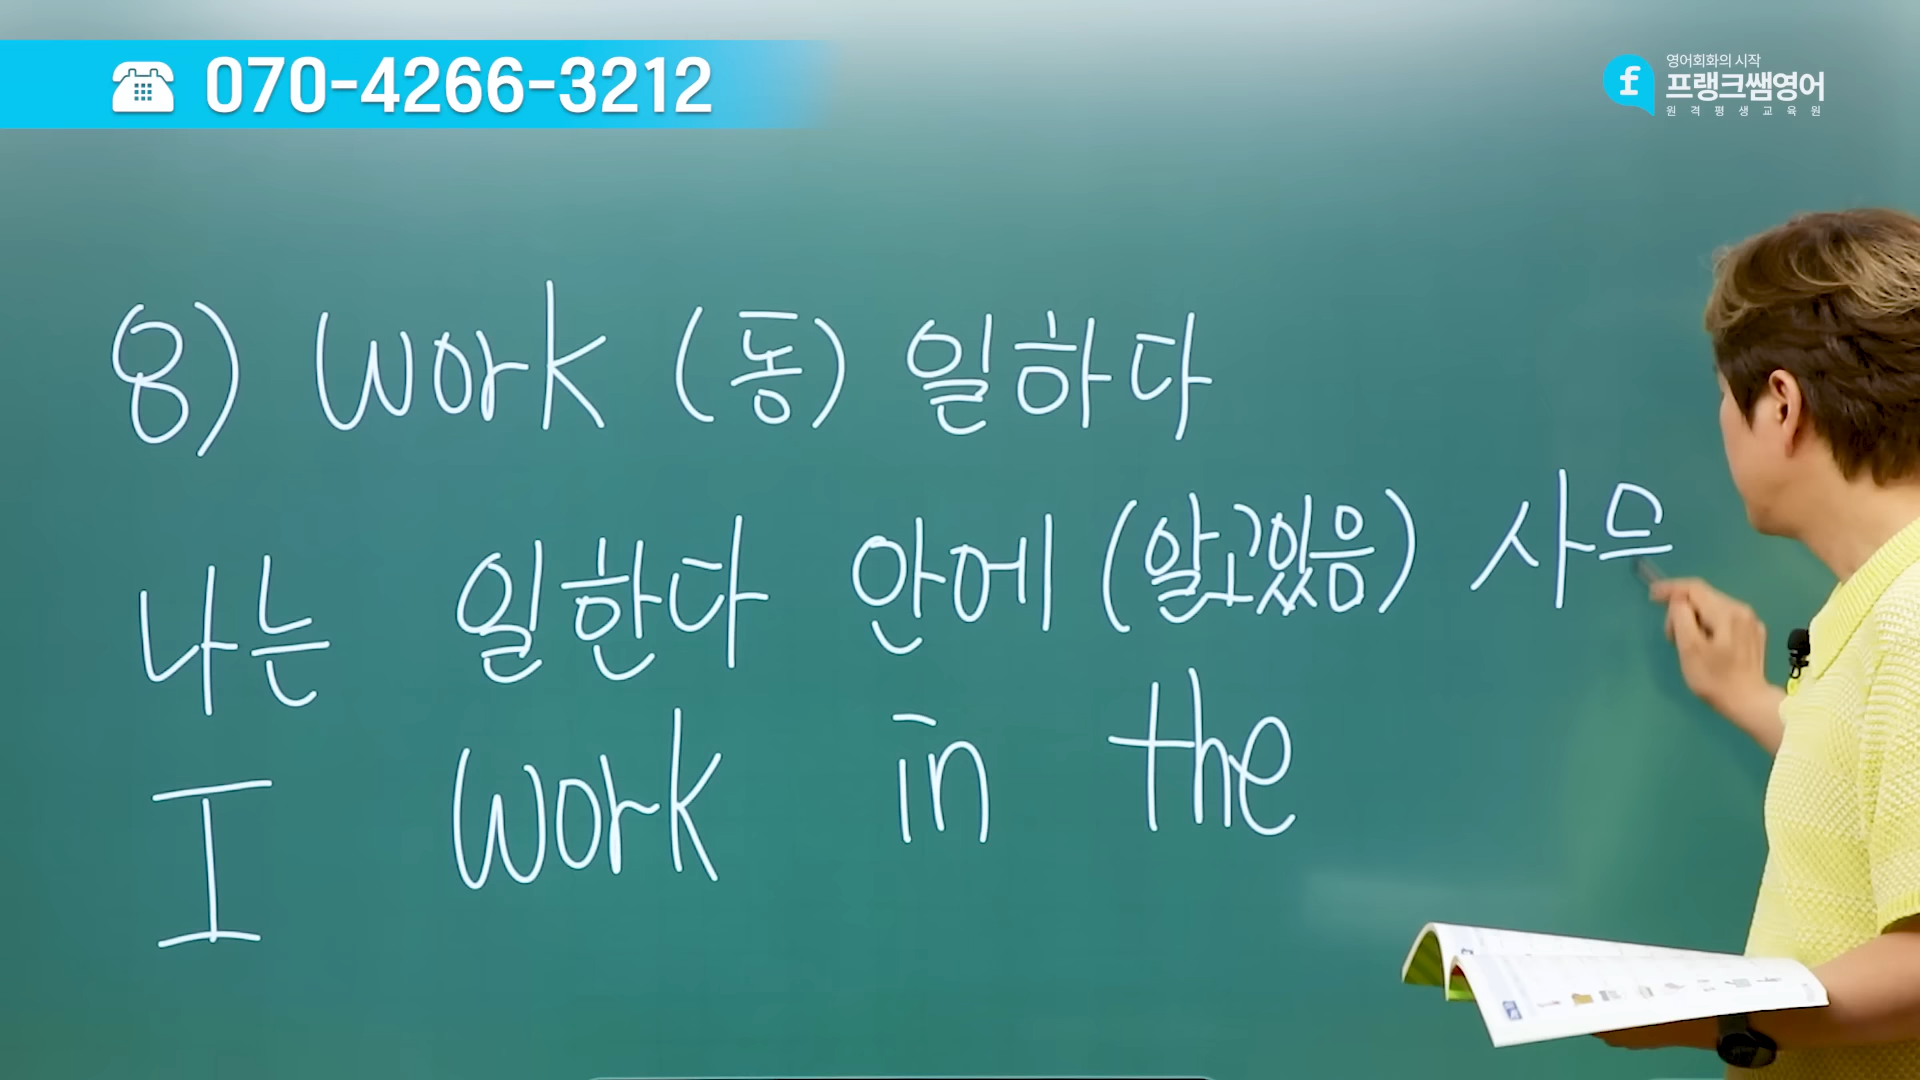 070-4266-3212
영어회화의 시작
프랭크쌤영어
원격평생교육원
8) work (동) 일하다
나는 일한다 안에 (알고있음) 사므
I work in the